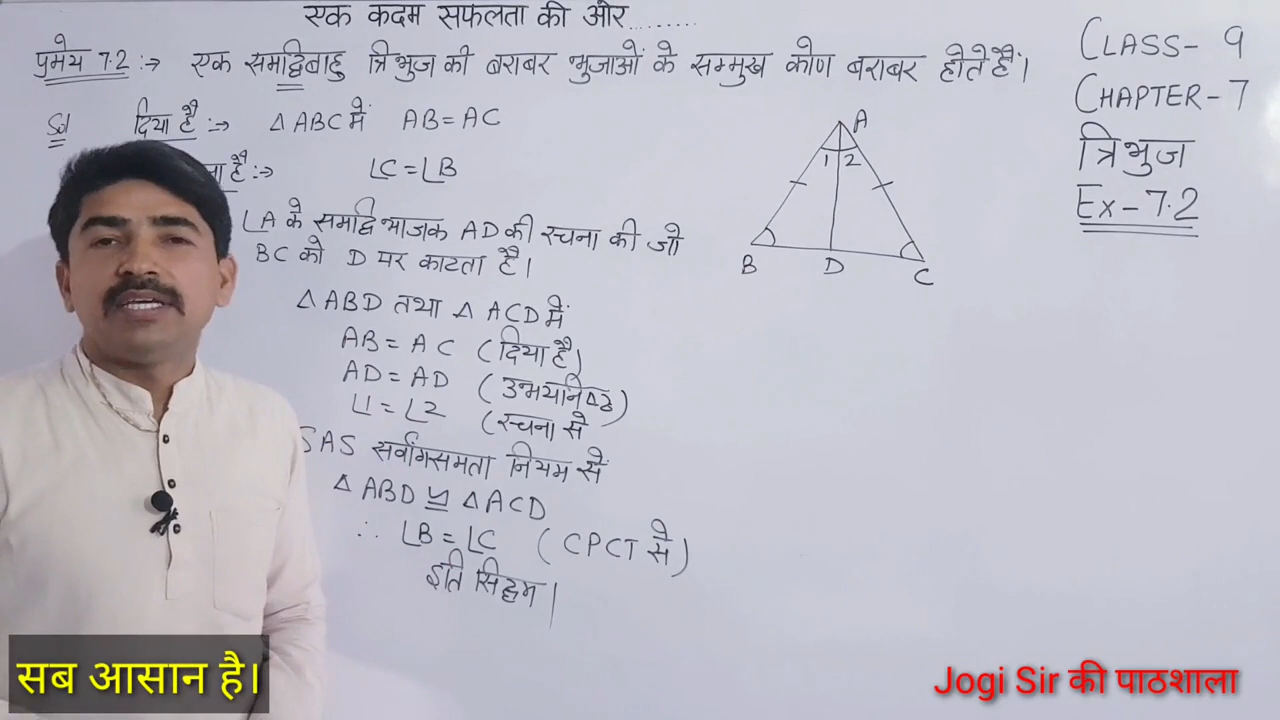 एक कदम सफलता की ओर.........
प्रमेय 7.2 :→ एक समद्विबाहु त्रिभुज की बराबर भुजाओं के सम्मुख कोण बराबर होते हैं।
Sol दिया है :→ △ ABC में AB = AC
है :→ ∠C = ∠B
∠A के समद्विभाजक AD की रचना की जो
BC को D पर काटता है।
△ ABD तथा △ ACD में
AB = AC (दिया है)
AD = AD (उभयनिष्ठ)
∠1 = ∠2 (रचना से
SAS सर्वांगसमता नियम से
△ ABD ≌ △ ACD
∴ ∠B = ∠C (CPCT से)
इति सिद्धम।
A
1 2
B D C
CLASS- 9
CHAPTER- 7
त्रिभुज
Ex-7.2
सब आसान है।
Jogi Sir की पाठशाला